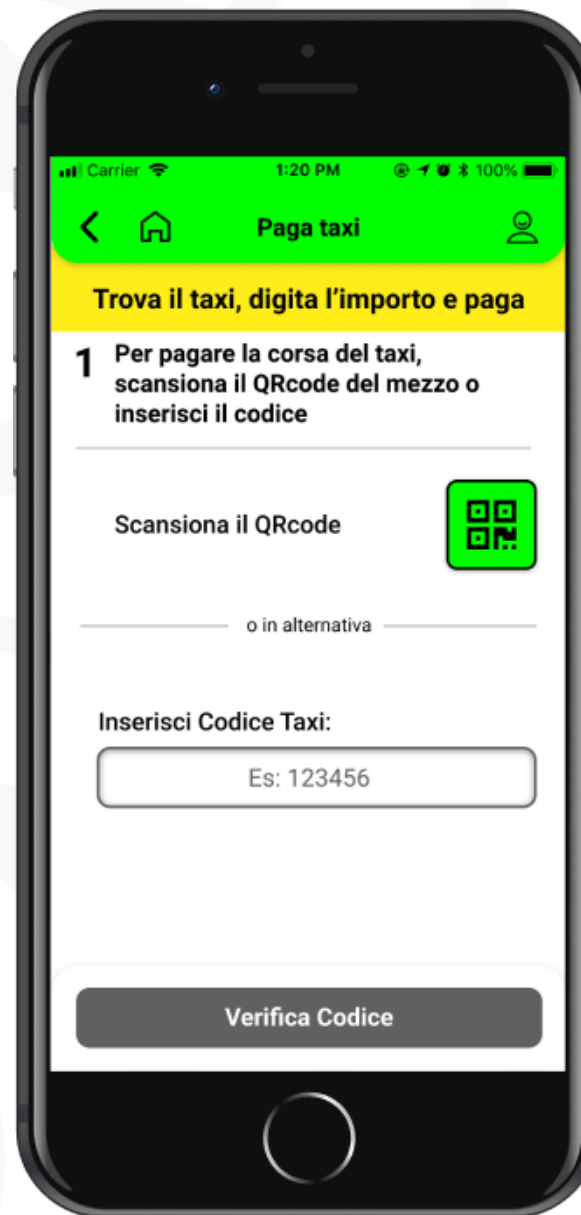 Carrier 1:20 PM 100%
Paga taxi
Trova il taxi, digita l'importo e paga
1 Per pagare la corsa del taxi,
scansiona il QRcode del mezzo o
inserisci il codice
Scansiona il QRcode
o in alternativa
Inserisci Codice Taxi:
Es: 123456
Verifica Codice